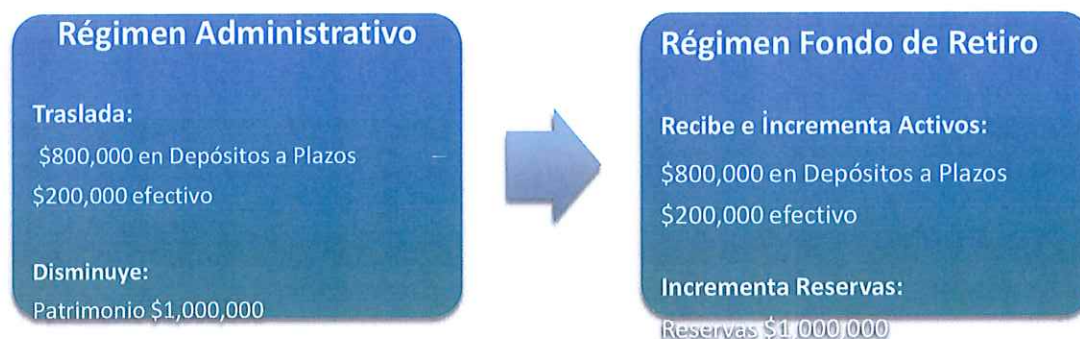 Régimen Administrativo
Traslada:
$800,000 en Depósitos a Plazos
$200,000 efectivo
Disminuye:
Patrimonio $1,000,000
Régimen Fondo de Retiro
Recibe e incrementa Activos:
$800,000 en Depósitos a Plazos
$200,000 efectivo
Incrementa Reservas:
Reservas $1,000,000